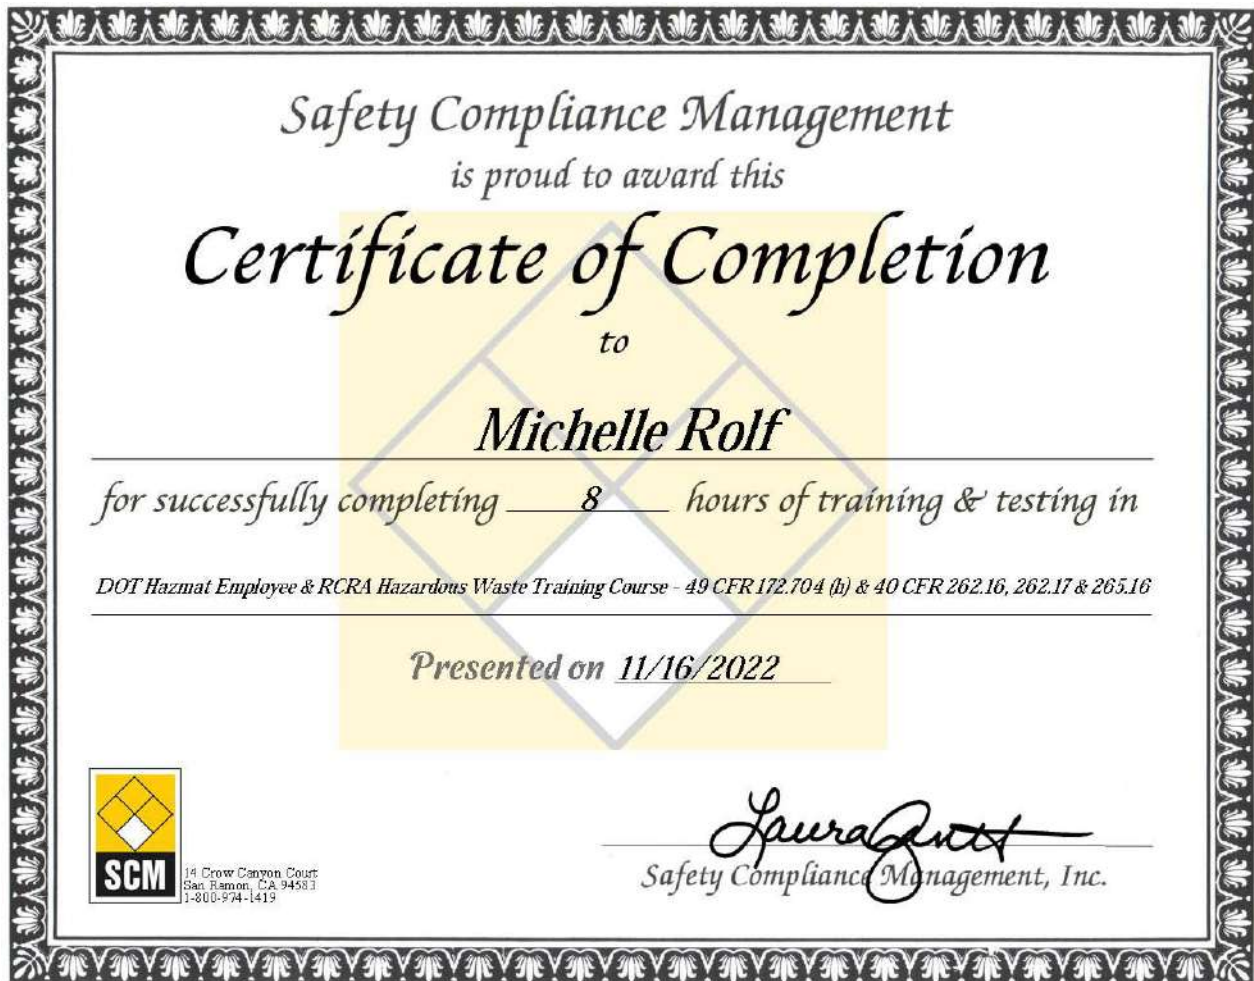 Safety Compliance Management
is proud to award this
Certificate of Completion
to
Michelle Rolf
for successfully completing 8 hours of training & testing in
DOT Hazmat Employee & RCRA Hazardous Waste Training Course - 49 CFR 172.704 (h) & 40 CFR 262.16, 262.17 & 265.16
Presented on 11/16/2022
SCM
14 Crow Canyon Court
San Ramon, CA 94583
1-800-974-1419
Laura
Safety Compliance Management, Inc.